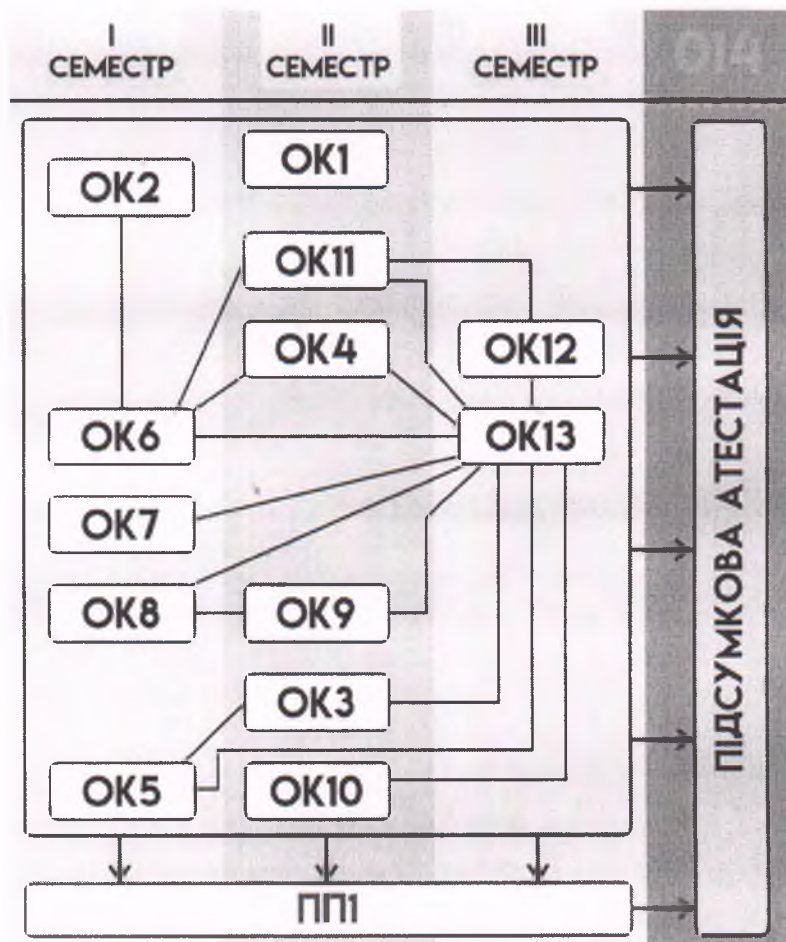 I
СЕМЕСТР
II
СЕМЕСТР
III
СЕМЕСТР
014
ОК1
ОК2
ОК11
ОК4
ОК12
ОК6
ОК13
ОК7
ОК8
ОК9
ОК3
ОК5
ОК10
ПП1
ПІДСУМКОВА АТЕСТАЦІЯ